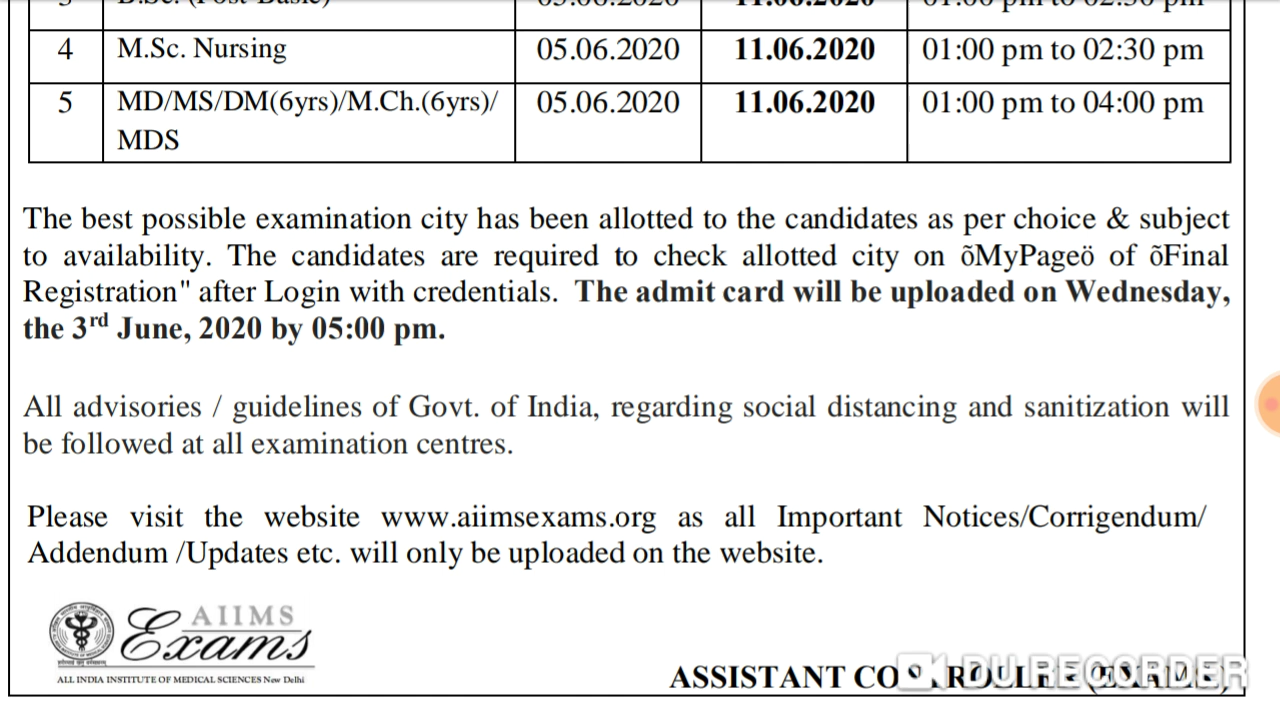 4 M.Sc. Nursing 05.06.2020 11.06.2020 01:00 pm to 02:30 pm
5 MD/MS/DM(6yrs)/M.Ch.(6yrs)/ 05.06.2020 11.06.2020 01:00 pm to 04:00 pm
MDS
The best possible examination city has been allotted to the candidates as per choice & subject
to availability. The candidates are required to check allotted city on õMyPageö of õFinal
Registration" after Login with credentials. The admit card will be uploaded on Wednesday,
the 3rd June, 2020 by 05:00 pm.
All advisories / guidelines of Govt. of India, regarding social distancing and sanitization will
be followed at all examination centres.
Please visit the website www.aiimsexams.org as all Important Notices/Corrigendum/
Addendum /Updates etc. will only be uploaded on the website.
AIIMS
Exams
ALL INDIA INSTITUTE OF MEDICAL SCIENCES New Delhi
ASSISTANT CONTROLLER (EXAMS)
DU RECORDER